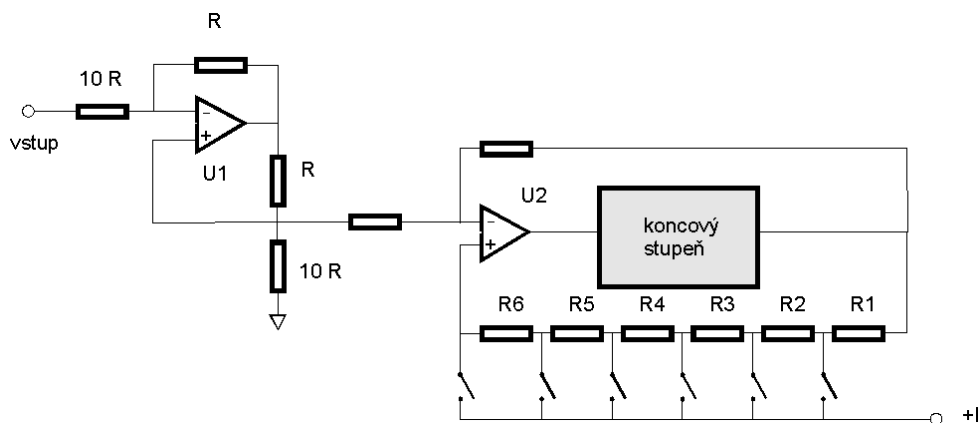 R
10 R
vstup
-
+
U1
R
10 R
U2
-
+
koncový
stupeň
R6
R5
R4
R3
R2
R1
+I